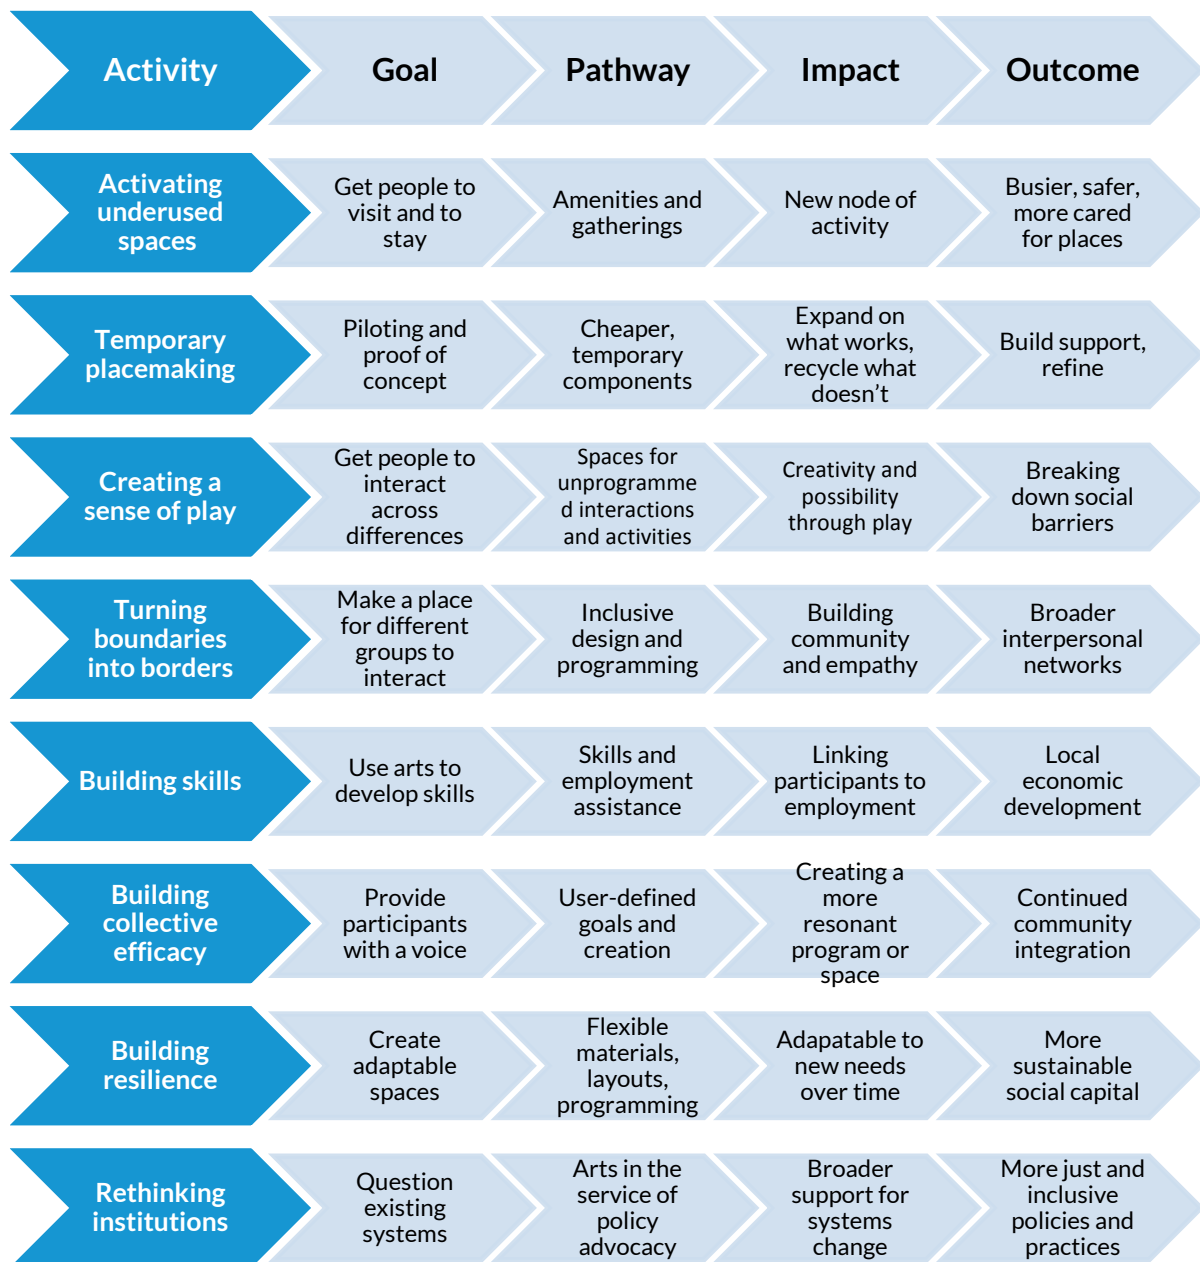 Activity
Goal
Pathway
Impact
Outcome
Activating
underused
spaces
Get people to
visit and to
stay
Amenities and
gatherings
New node of
activity
Busier, safer,
more cared
for places
Temporary
placemaking
Piloting and
proof of
concept
Cheaper,
temporary
components
Expand on
what works,
recycle what
doesn’t
Build support,
refine
Creating a
sense of play
Get people to
interact
across
differences
Spaces for
unprogramme
d interactions
and activities
Creativity and
possibility
through play
Breaking
down social
barriers
Turning
boundaries
into borders
Make a place
for different
groups to
interact
Inclusive
design and
programming
Building
community
and empathy
Broader
interpersonal
networks
Building skills
Use arts to
develop skills
Skills and
employment
assistance
Linking
participants to
employment
Local
economic
development
Building
collective
efficacy
Provide
participants
with a voice
User-defined
goals and
creation
Creating a
more
resonant
program or
space
Continued
community
integration
Building
resilience
Create
adaptable
spaces
Flexible
materials,
layouts,
programming
Adapatable to
new needs
over time
More
sustainable
social capital
Rethinking
institutions
Question
existing
systems
Arts in the
service of
policy
advocacy
Broader
support for
systems
change
More just and
inclusive
policies and
practices